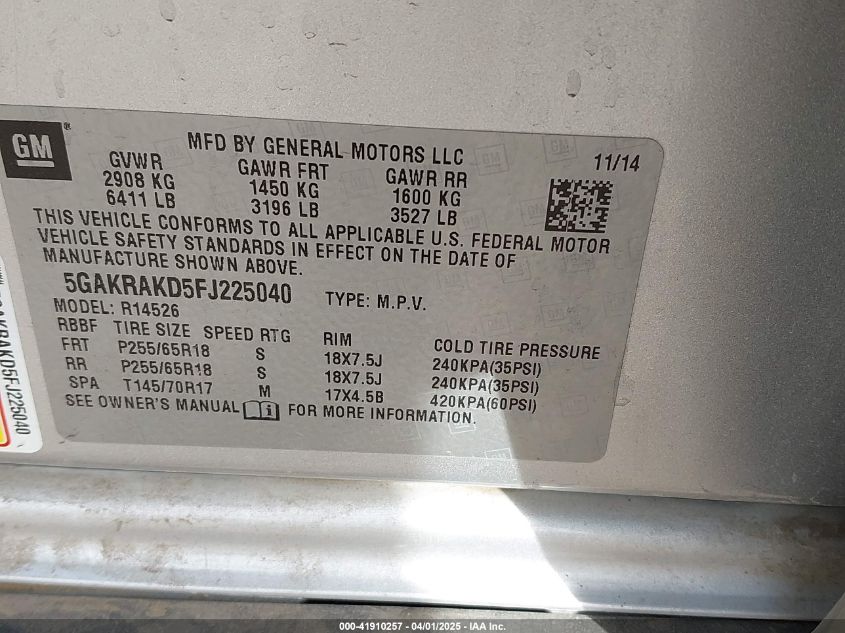 GM ®
MFD BY GENERAL MOTORS LLC 11/14
GVWR GAWR FRT GAWR RR
2908 KG 1450 KG 1600 KG
6411 LB 3196 LB 3527 LB
THIS VEHICLE CONFORMS TO ALL APPLICABLE U.S. FEDERAL MOTOR
VEHICLE SAFETY STANDARDS IN EFFECT ON THE DATE OF
MANUFACTURE SHOWN ABOVE.
5GAKRAKD5FJ225040 TYPE: M.P.V.
MODEL: R14526
RBBF TIRE SIZE SPEED RTG RIM COLD TIRE PRESSURE
FRT P255/65R18 S 18X7.5J 240KPA(35PSI)
RR P255/65R18 S 18X7.5J 240KPA(35PSI)
SPA T145/70R17 M 17X4.5B 420KPA(60PSI)
SEE OWNER'S MANUAL FOR MORE INFORMATION.
AKRAKD5FJ225040
000-41910257 - 04/01/2025 - IAA Inc.